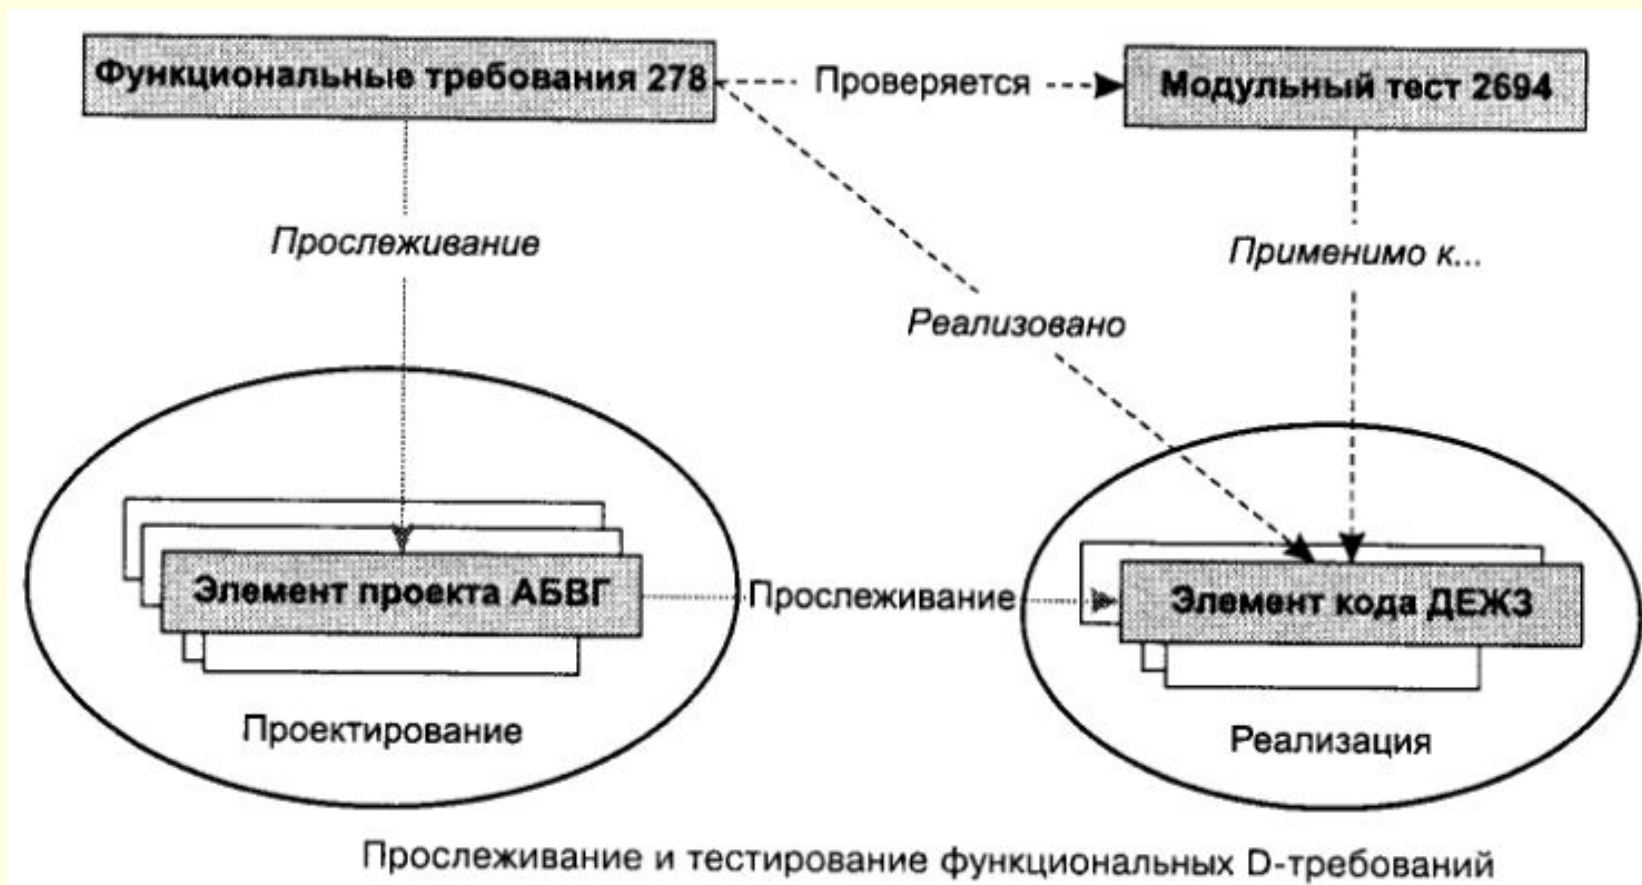 Функциональные требования 278
Проверяется
Модульный тест 2694
Прослеживание
Применимо к...
Реализовано
Элемент проекта АБВГ
Прослеживание
Элемент кода ДЕЖЗ
Проектирование
Реализация
Прослеживание и тестирование функциональных D-требований